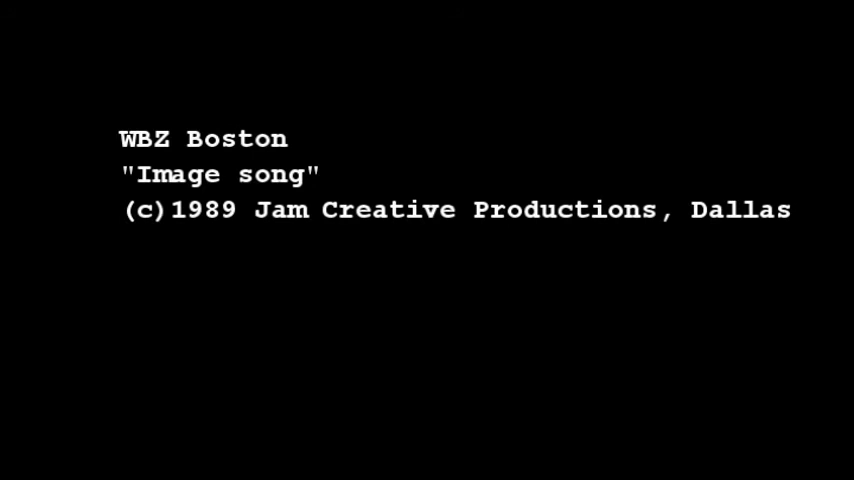 WBZ Boston
"Image song"
(c)1989 Jam Creative Productions, Dallas